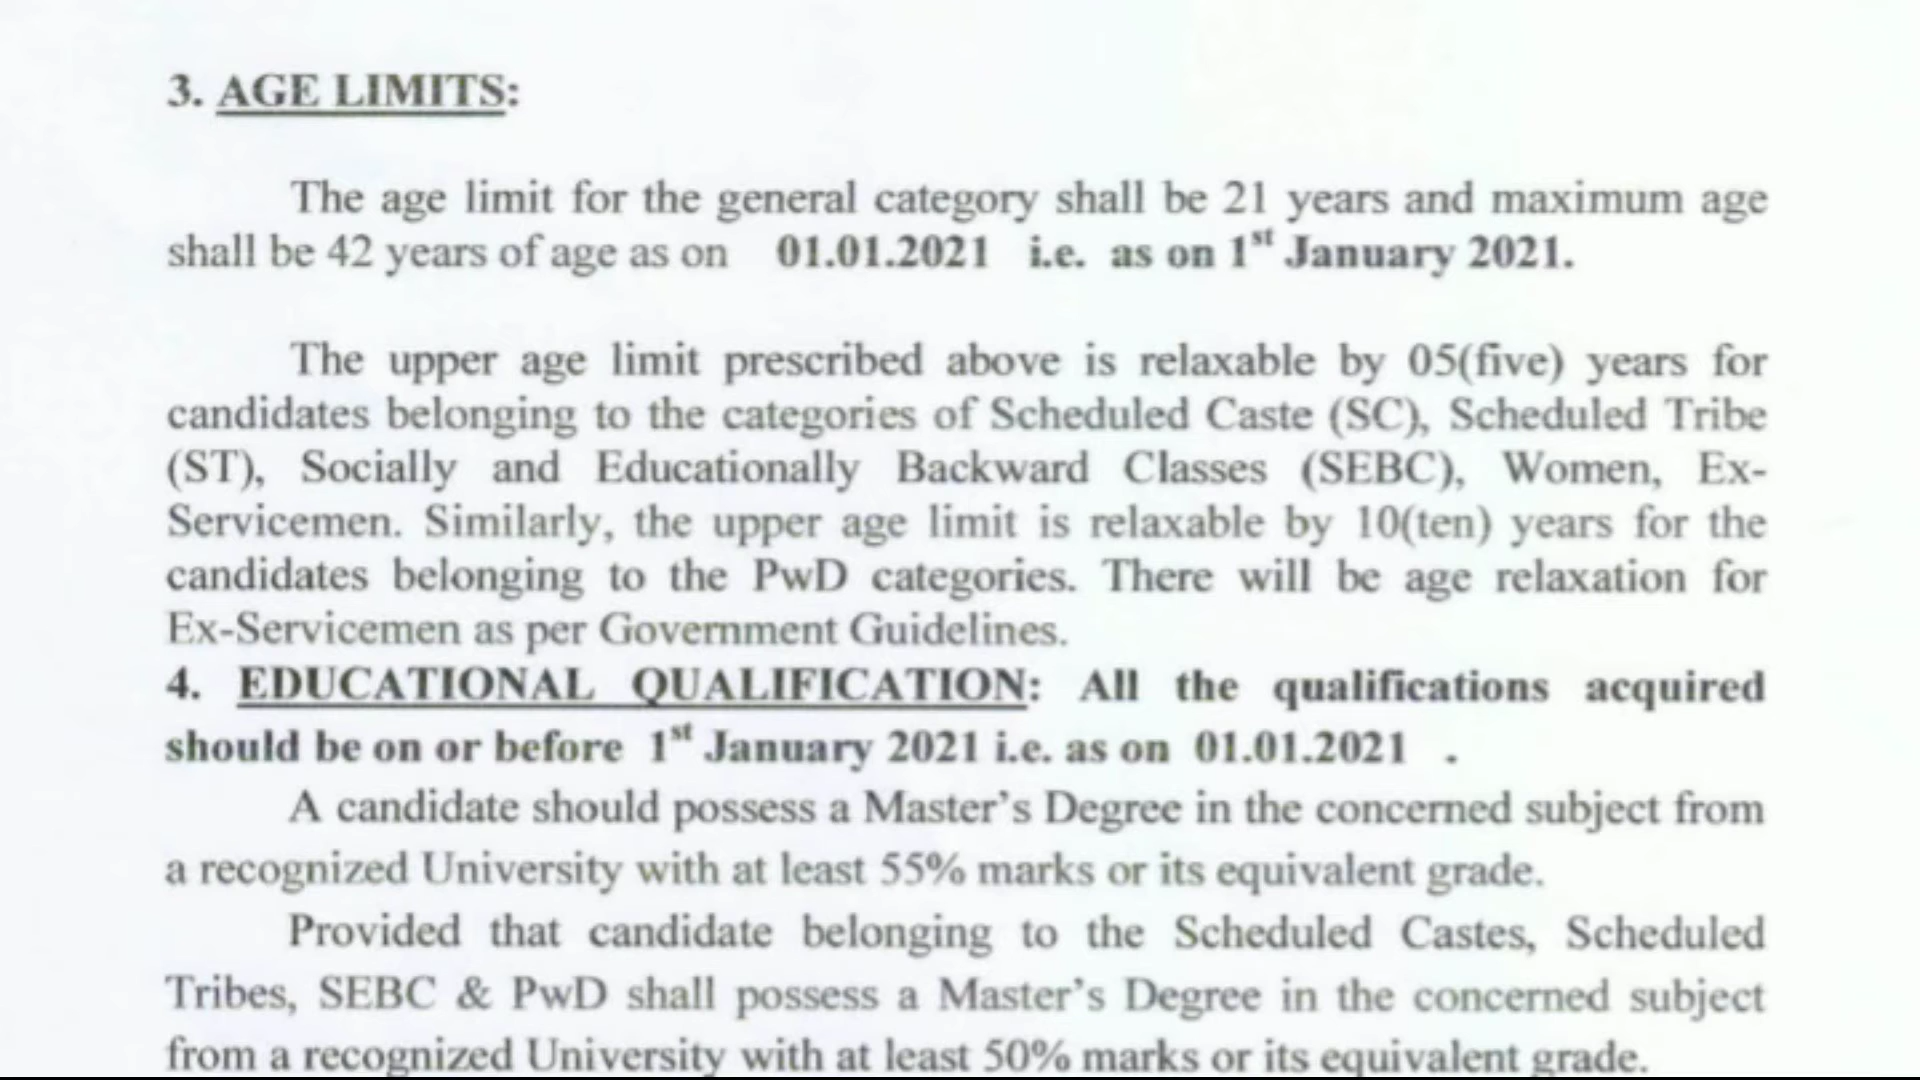 3. AGE LIMITS:
The age limit for the general category shall be 21 years and maximum age
shall be 42 years of age as on 01.01.2021 i.e. as on 1st January 2021.
The upper age limit prescribed above is relaxable by 05(five) years for
candidates belonging to the categories of Scheduled Caste (SC), Scheduled Tribe
(ST), Socially and Educationally Backward Classes (SEBC), Women, Ex-
Servicemen. Similarly, the upper age limit is relaxable by 10(ten) years for the
candidates belonging to the PwD categories. There will be age relaxation for
Ex-Servicemen as per Government Guidelines.
4. EDUCATIONAL QUALIFICATION: All the qualifications acquired
should be on or before 1st January 2021 i.e. as on 01.01.2021 .
A candidate should possess a Master's Degree in the concerned subject from
a recognized University with at least 55% marks or its equivalent grade.
Provided that candidate belonging to the Scheduled Castes, Scheduled
Tribes, SEBC & PwD shall possess a Master's Degree in the concerned subject
from a recognized University with at least 50% marks or its equivalent grade.